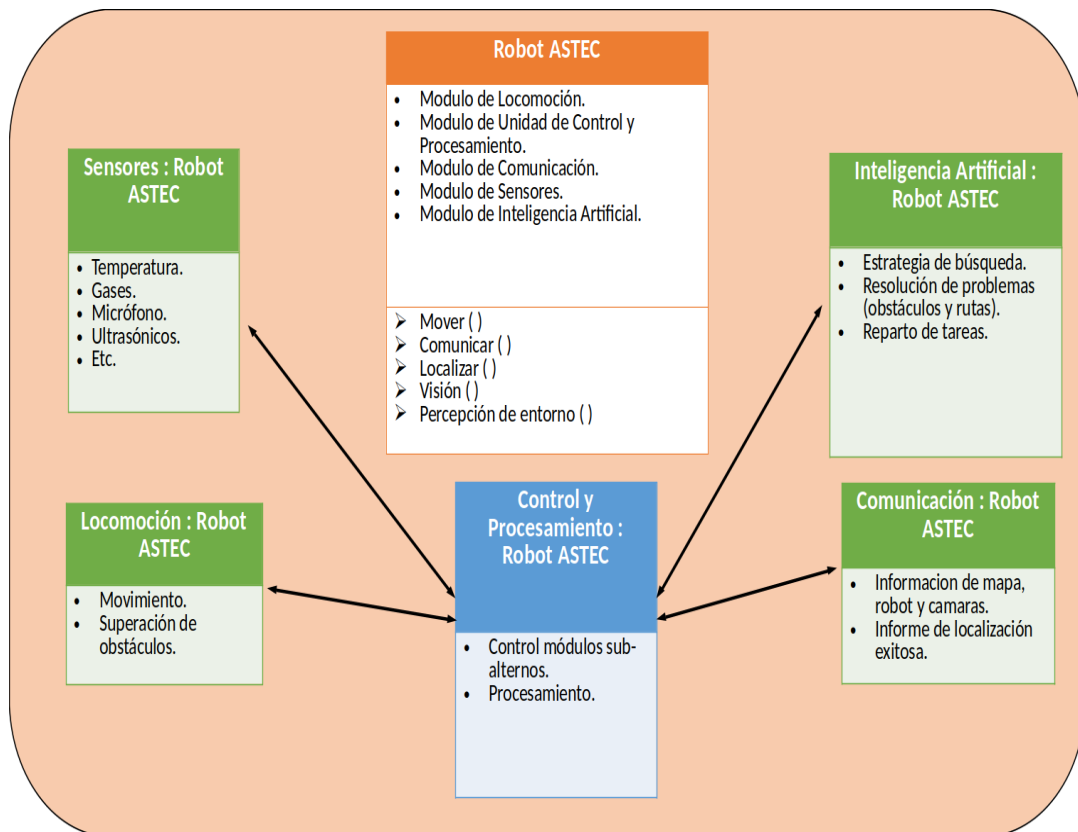 Robot ASTEC
• Modulo de Locomoción.
• Modulo de Unidad de Control y
Procesamiento.
• Modulo de Comunicación.
• Modulo de Sensores.
• Modulo de Inteligencia Artificial.
➢ Mover ( )
➢ Comunicar ( )
➢ Localizar ( )
➢ Visión ( )
➢ Percepción de entorno ( )
Sensores : Robot
ASTEC
• Temperatura.
• Gases.
• Micrófono.
• Ultrasónicos.
• Etc.
Inteligencia Artificial :
Robot ASTEC
• Estrategia de búsqueda.
• Resolución de problemas
(obstáculos y rutas).
• Reparto de tareas.
Locomoción : Robot
ASTEC
• Movimiento.
• Superación de
obstáculos.
Control y
Procesamiento :
Robot ASTEC
• Control módulos sub-
alternos.
• Procesamiento.
Comunicación : Robot
ASTEC
• Informacion de mapa,
robot y camaras.
• Informe de localización
exitosa.